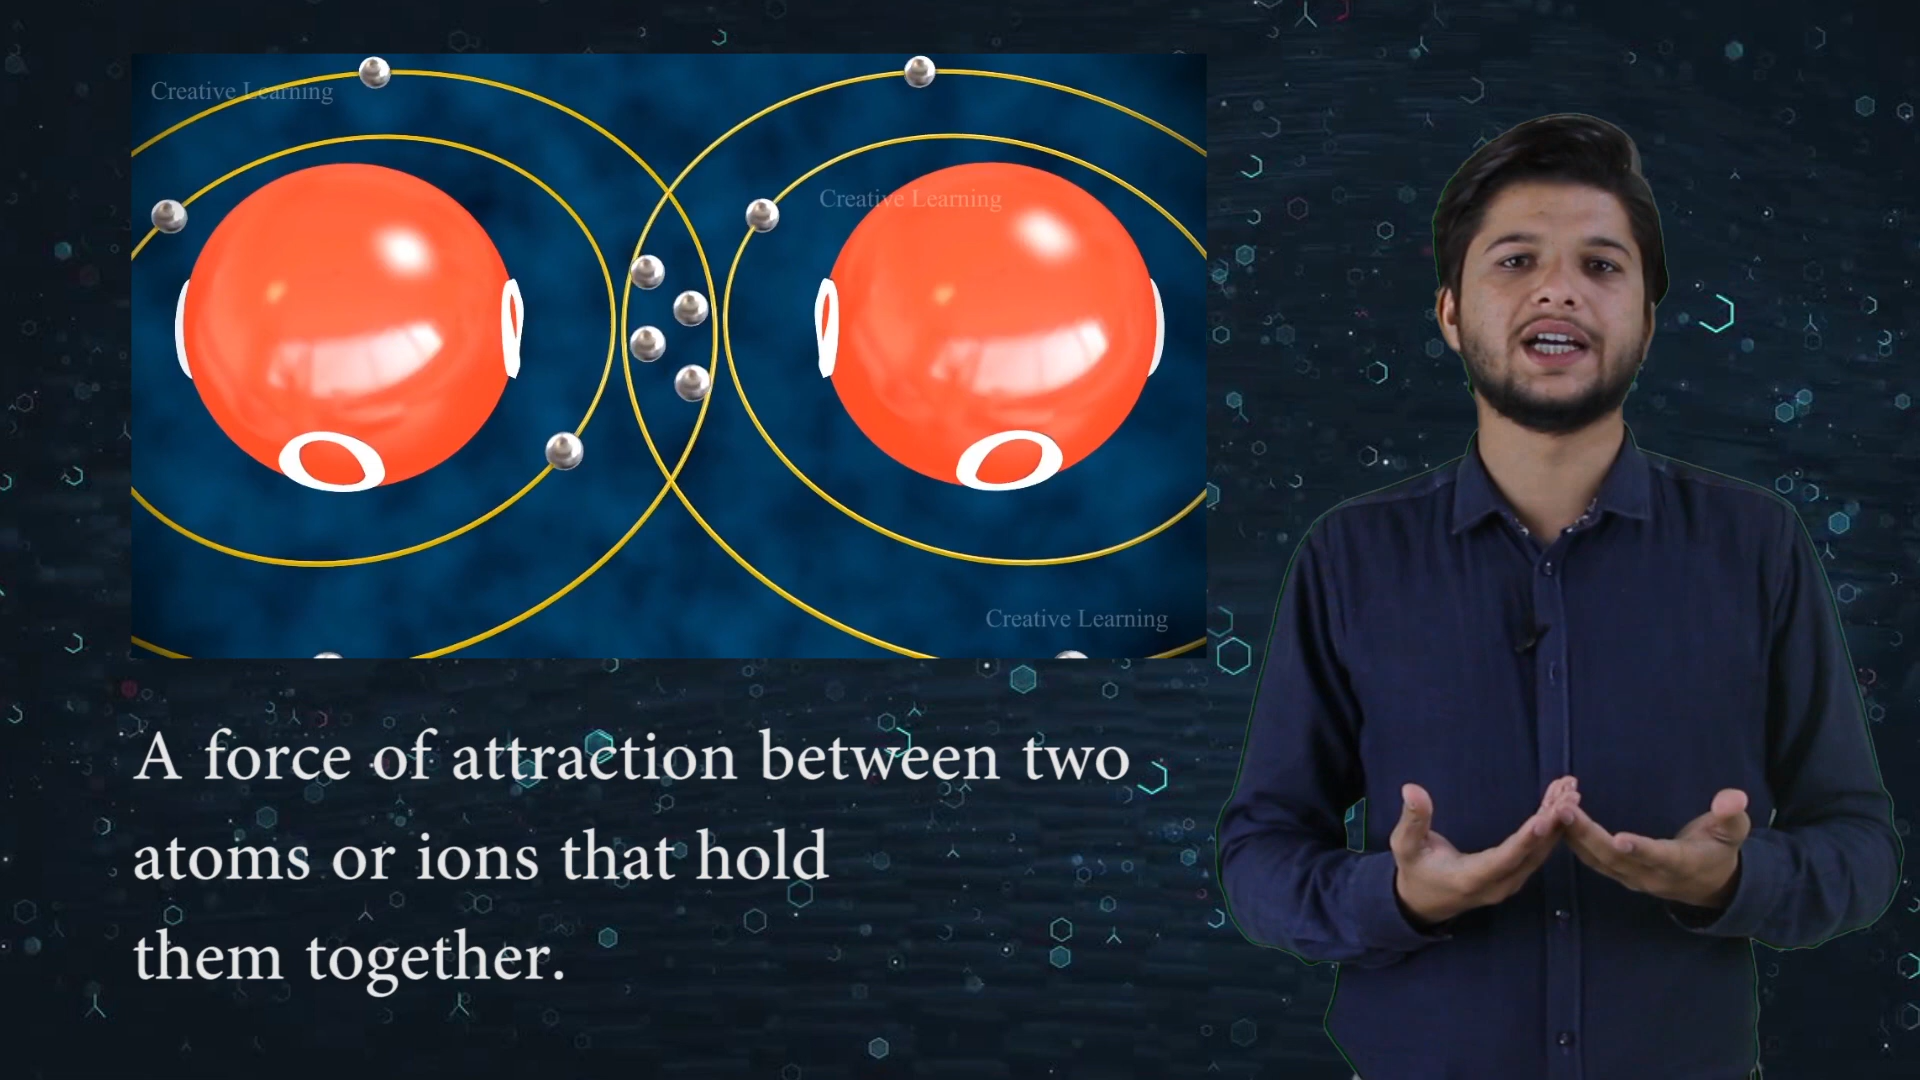 Creative Learning
Creative Learning
Creative Learning
A force of attraction between two
atoms or ions that hold
them together.